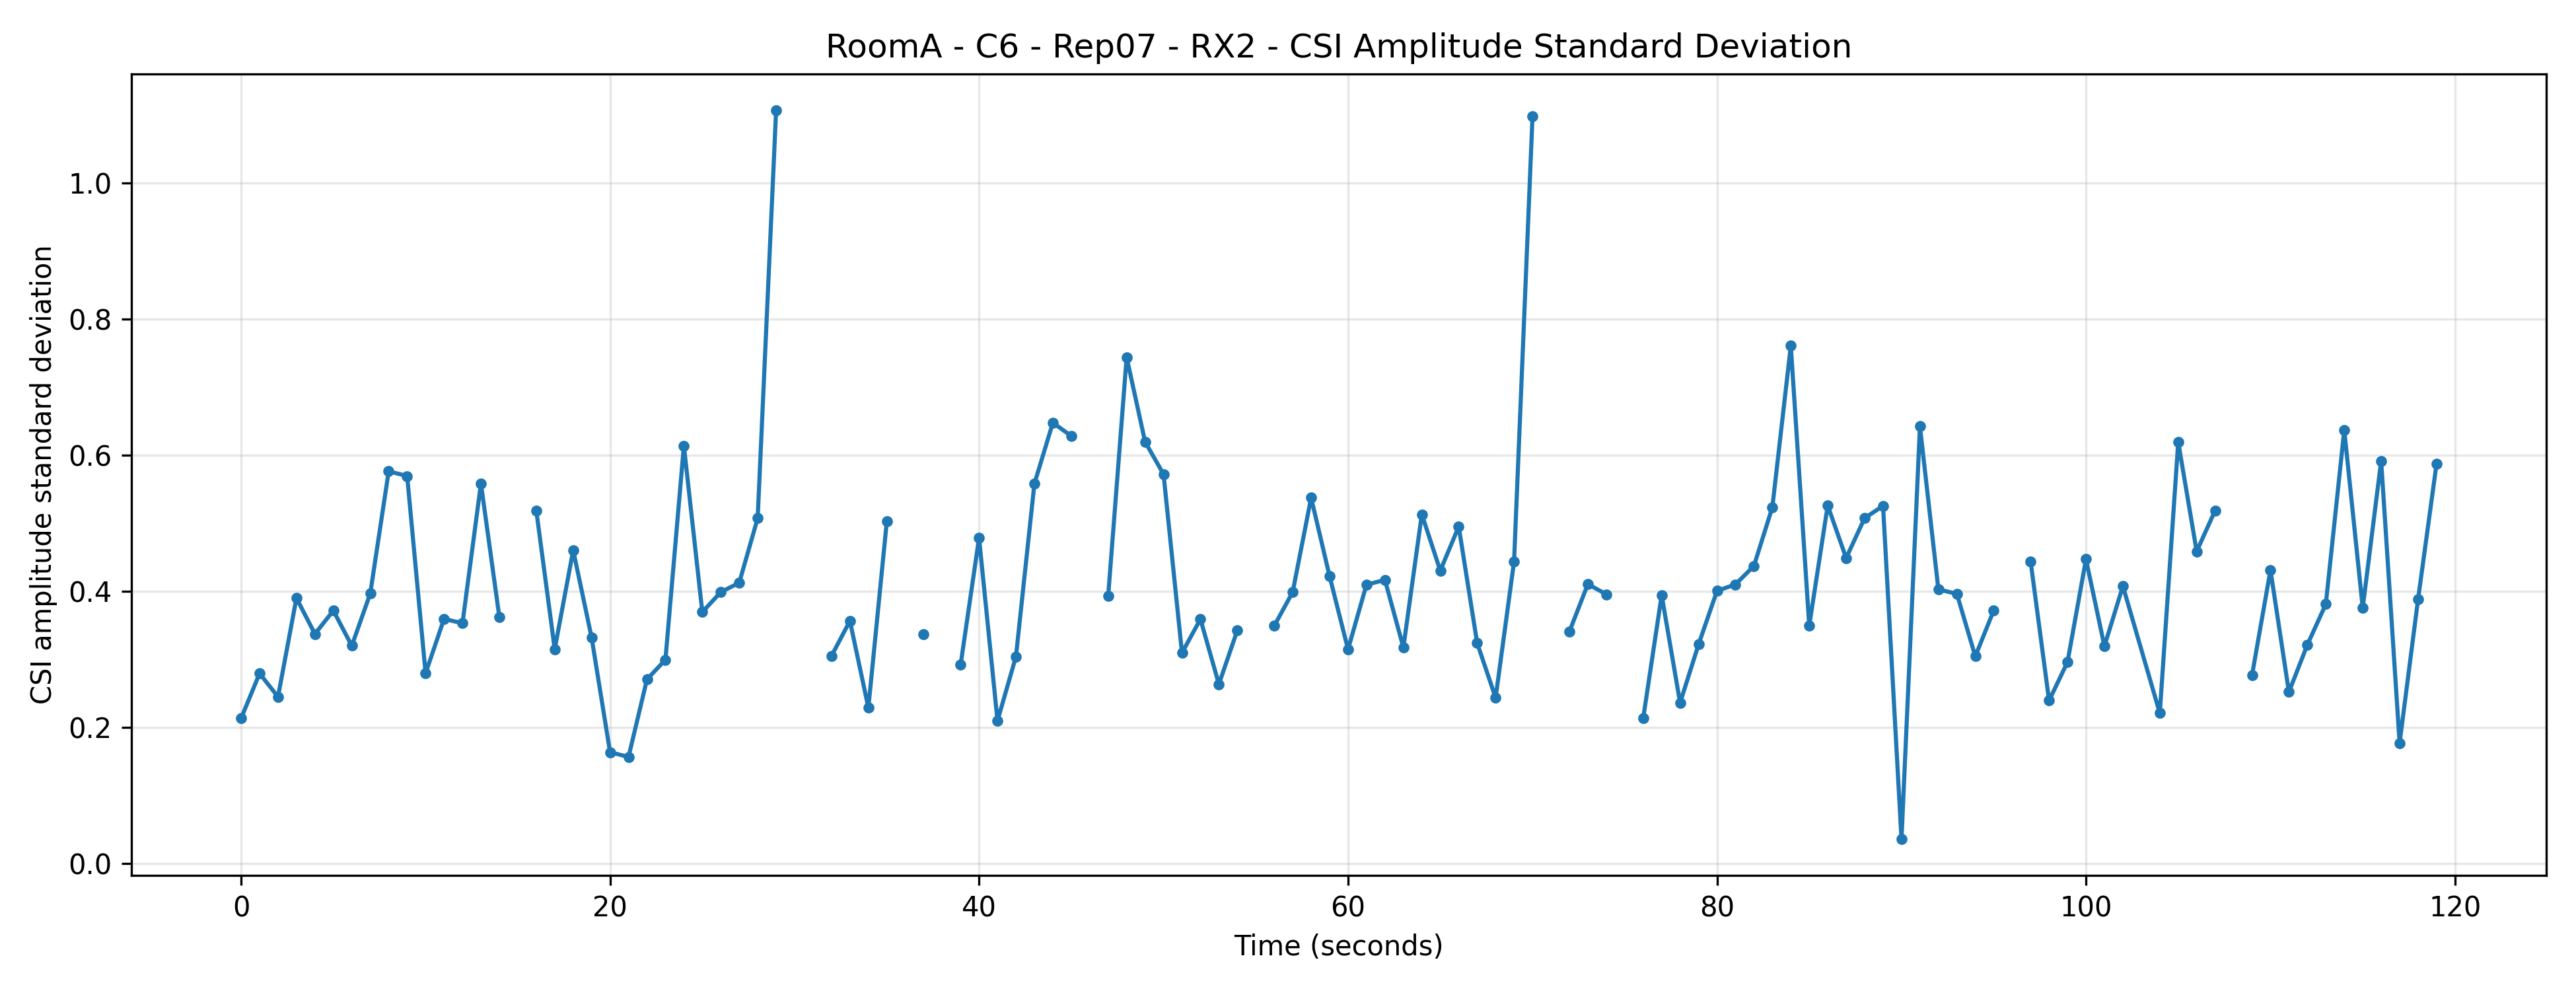 RoomA - C6 - Rep07 - RX2 - CSI Amplitude Standard Deviation
CSI amplitude standard deviation
1.0
0.8
0.6
0.4
0.2
0.0
0 20 40 60 80 100 120
Time (seconds)